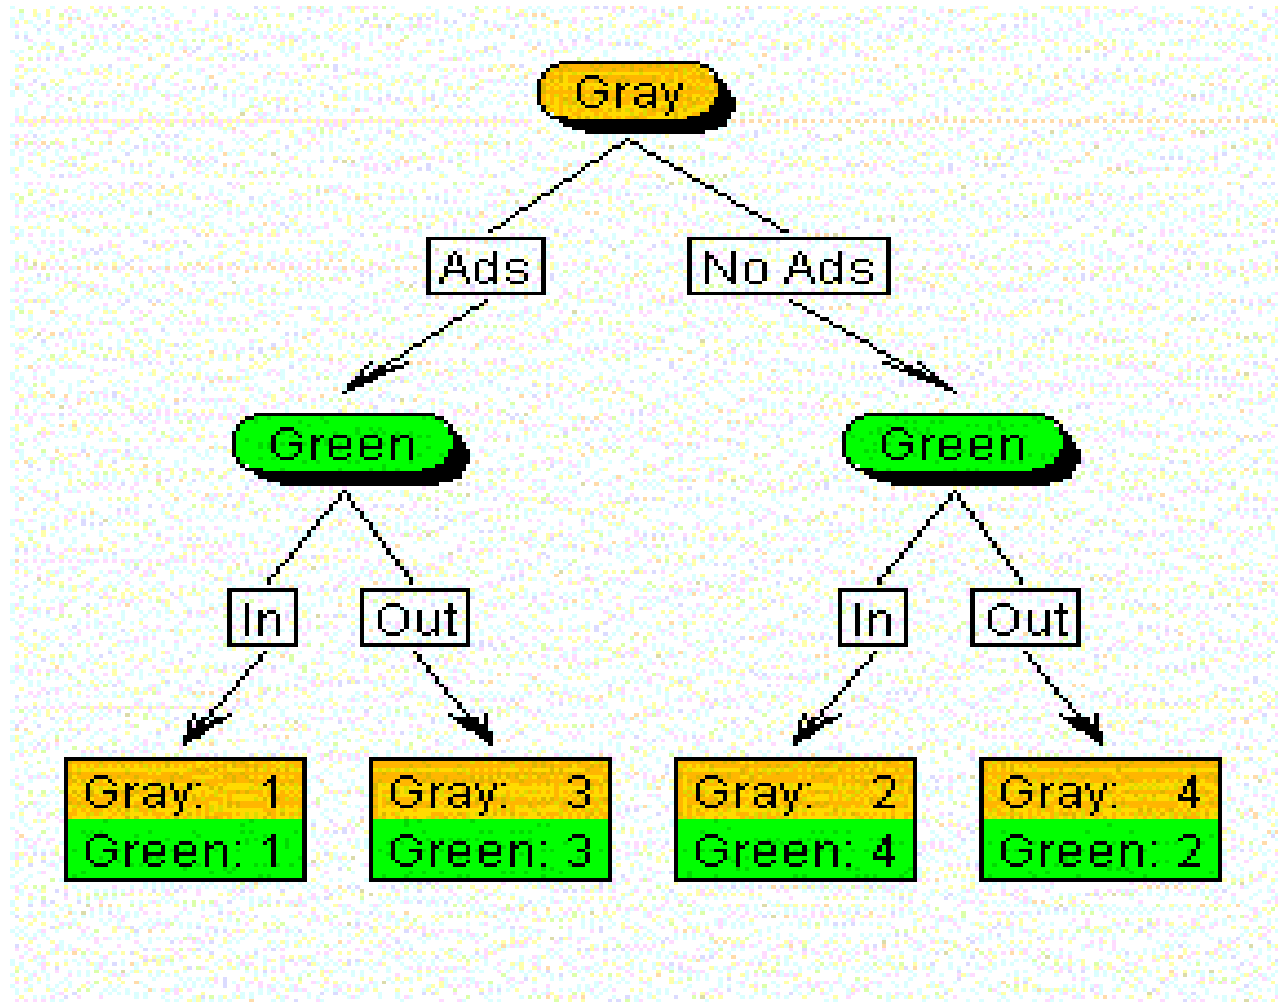 Gray
Ads
No Ads
Green
Green
In
Out
In
Out
Gray: 1
Green: 1
Gray: 3
Green: 3
Gray: 2
Green: 4
Gray: 4
Green: 2